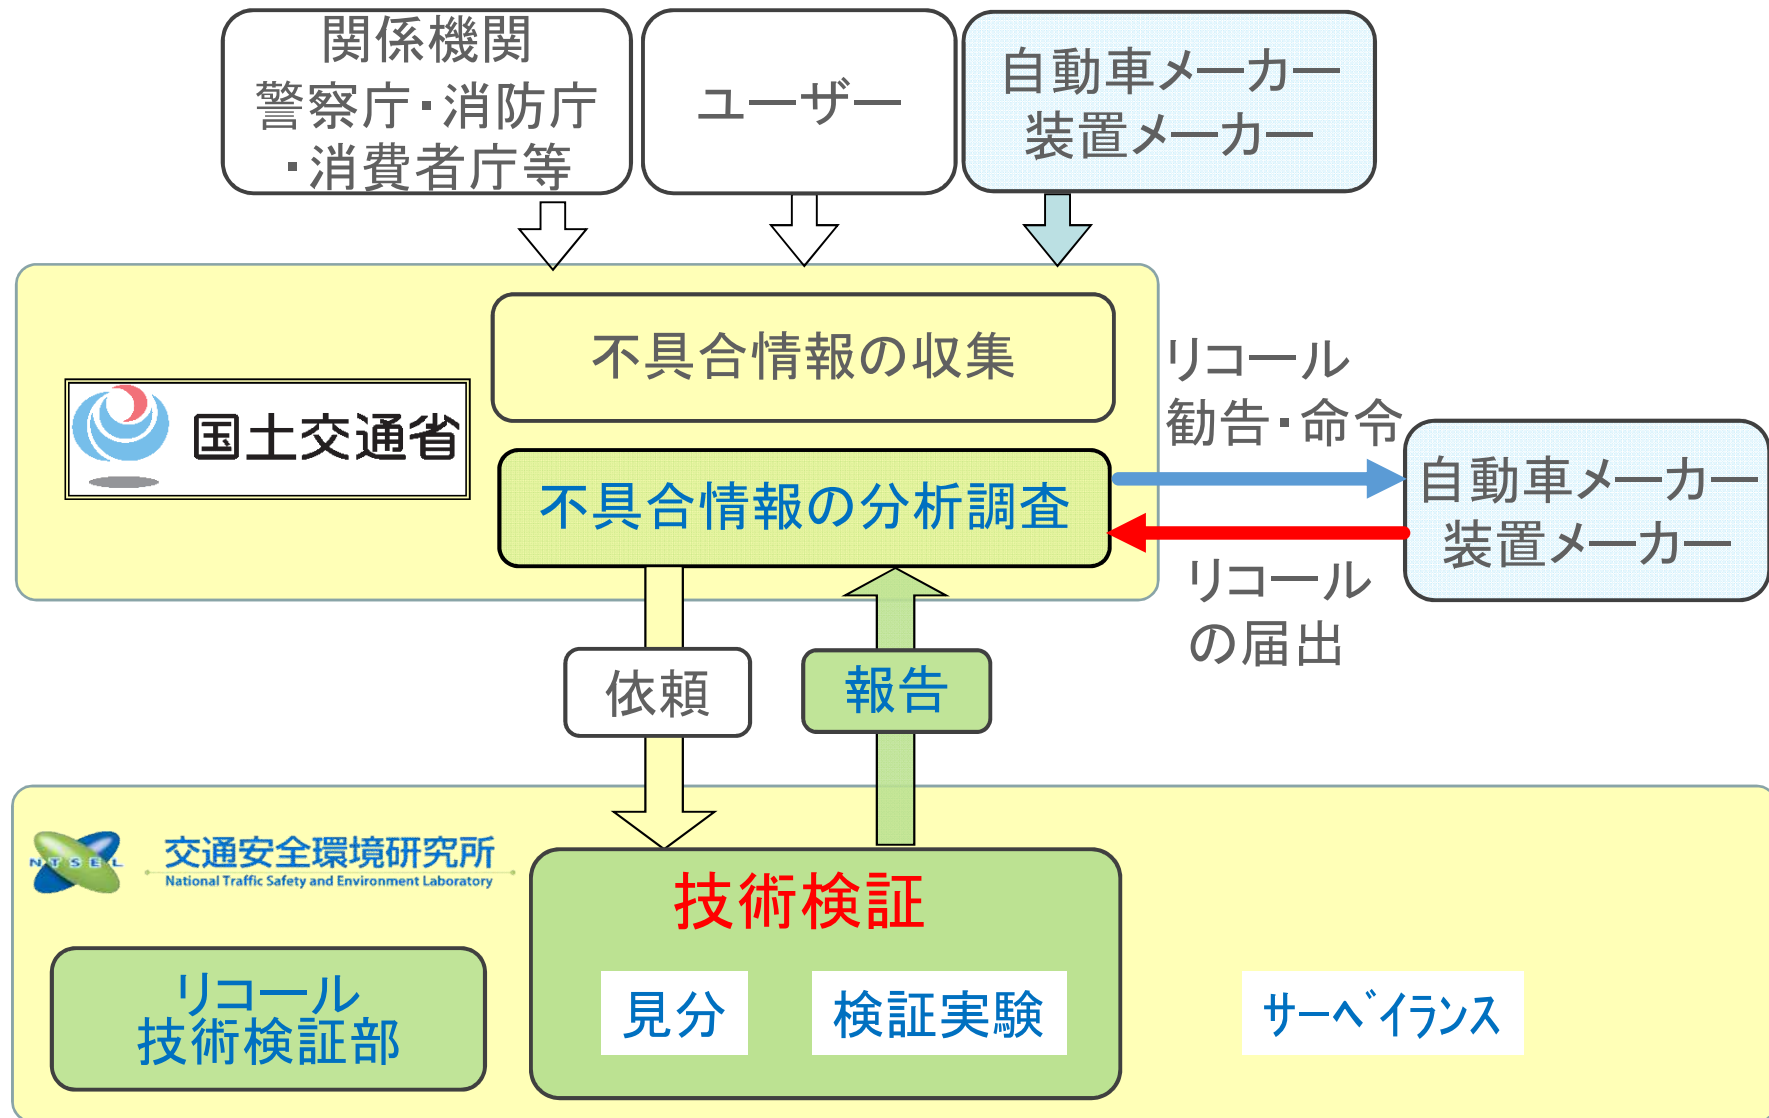 関係機関
警察庁・消防庁
・消費者庁等
ユーザー
自動車メーカー
装置メーカー
不具合情報の収集
国土交通省
不具合情報の分析調査
リコール
勧告・命令
自動車メーカー
装置メーカー
リコール
の届出
依頼
報告
NTSEL
交通安全環境研究所
National Traffic Safety and Environment Laboratory
技術検証
リコール
技術検証部
見分
検証実験
サーベイランス